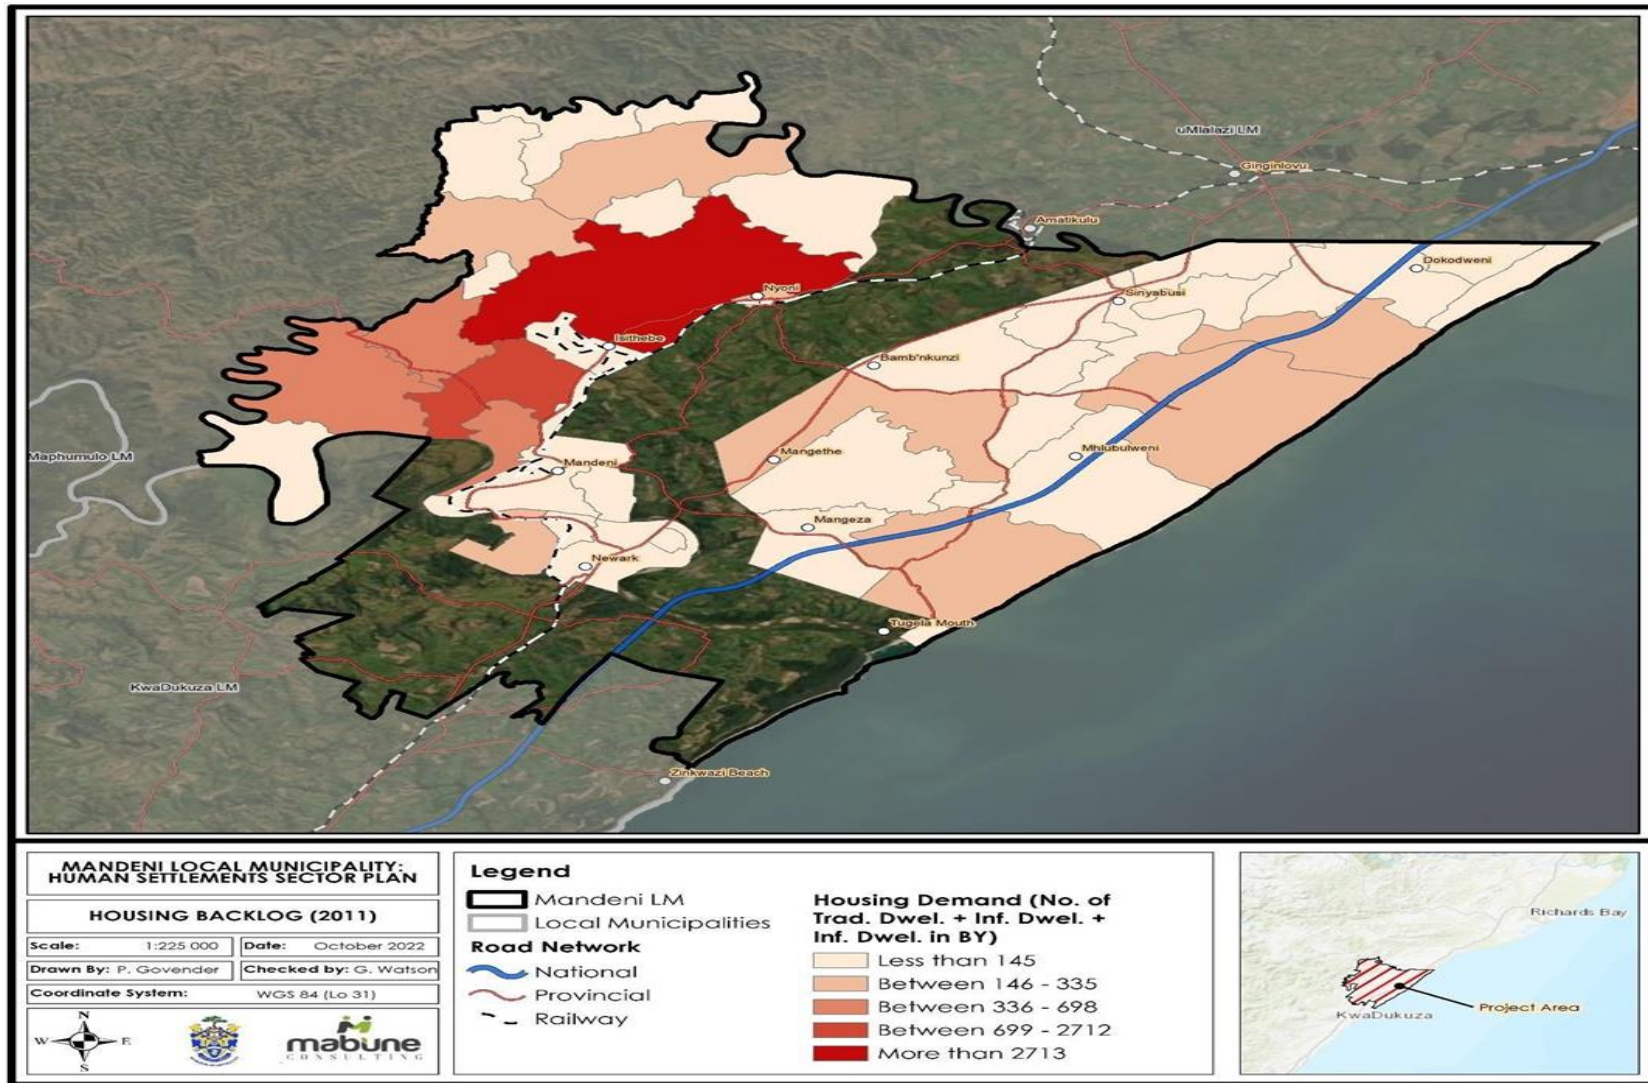 uMlalazi LM
Ginginlovu
Amatikulu
Dokodweni
Nyoni
Sinyabusi
Isithebe
Bamb'nkunzi
Maphumulo LM
Mandeni
Mangethe
Mhlubulweni
Mangeza
Newark
Tugela Mouth
KwaDukuza LM
Zinkwazi Beach
MANDENI LOCAL MUNICIPALITY:
HUMAN SETTLEMENTS SECTOR PLAN
HOUSING BACKLOG (2011)
Scale: 1:225 000 Date: October 2022
Drawn By: P. Govender Checked by: G. Watson
Coordinate System: WGS 84 (Lo 31)
N
W E
S
mabune
CONSULTING
Legend
Mandeni LM
Local Municipalities
Road Network
National
Provincial
Railway
Housing Demand (No. of
Trad. Dwel. + Inf. Dwel. +
Inf. Dwel. in BY)
Less than 145
Between 146 - 335
Between 336 - 698
Between 699 - 2712
More than 2713
Richards Bay
Project Area
KwaDukuza